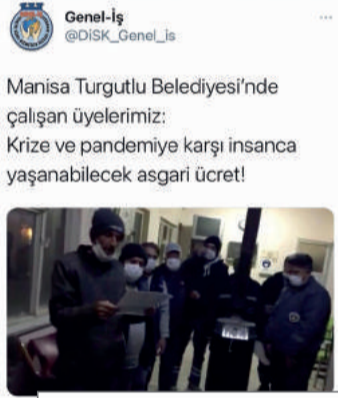 Genel-İş
@DiSK_Genel_is
Manisa Turgutlu Belediyesi'nde
çalışan üyelerimiz:
Krize ve pandemiye karşı insanca
yaşanabilecek asgari ücret!